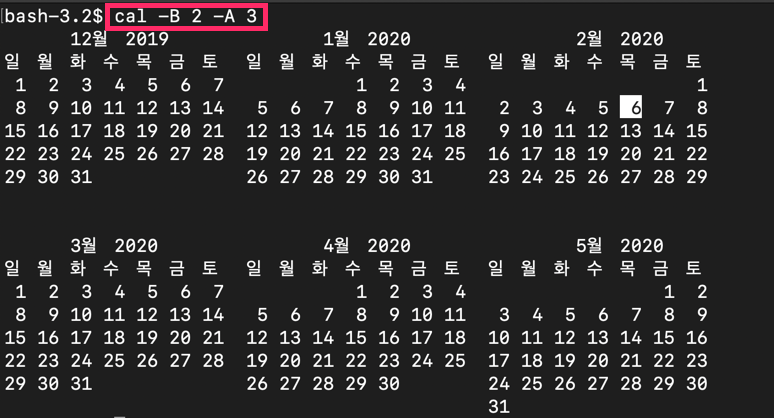 [bash-3.2$ cal -B 2 -A 3
12월 2019 1월 2020 2월 2020
일 월 화 수 목 금 토 일 월 화 수 목 금 토 일 월 화 수 목 금 토
1 2 3 4 5 6 7 1 2 3 4 1
8 9 10 11 12 13 14 5 6 7 8 9 10 11 2 3 4 5 6 7 8
15 16 17 18 19 20 21 12 13 14 15 16 17 18 9 10 11 12 13 14 15
22 23 24 25 26 27 28 19 20 21 22 23 24 25 16 17 18 19 20 21 22
29 30 31 26 27 28 29 30 31 23 24 25 26 27 28 29
3월 2020 4월 2020 5월 2020
일 월 화 수 목 금 토 일 월 화 수 목 금 토 일 월 화 수 목 금 토
1 2 3 4 5 6 7 1 2 3 4 1 2
8 9 10 11 12 13 14 5 6 7 8 9 10 11 3 4 5 6 7 8 9
15 16 17 18 19 20 21 12 13 14 15 16 17 18 10 11 12 13 14 15 16
22 23 24 25 26 27 28 19 20 21 22 23 24 25 17 18 19 20 21 22 23
29 30 31 26 27 28 29 30 24 25 26 27 28 29 30
31